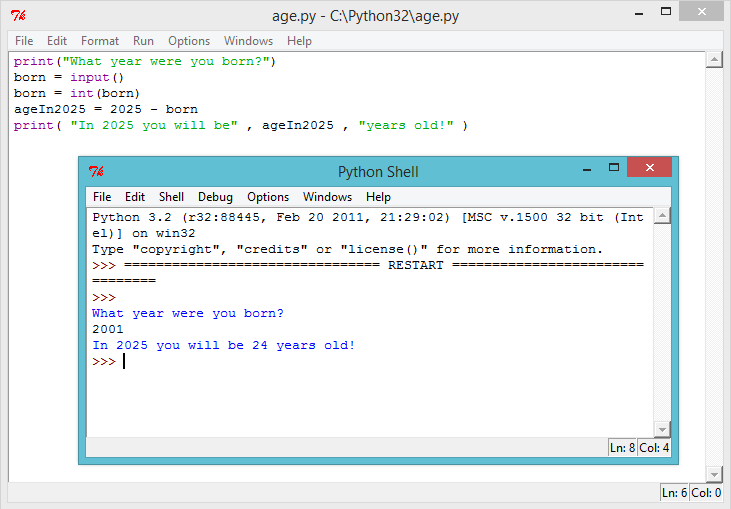 age.py - C:\Python32\age.py
File Edit Format Run Options Windows Help
print("What year were you born?")
born = input()
born = int(born)
ageIn2025 = 2025 - born
print( "In 2025 you will be" , ageIn2025 , "years old!" )
Python Shell
File Edit Shell Debug Options Windows Help
Python 3.2 (r32:88445, Feb 20 2011, 21:29:02) [MSC v.1500 32 bit (Int
el)] on win32
Type "copyright", "credits" or "license()" for more information.
>>> ================================ RESTART ========================
========
>>>
What year were you born?
2001
In 2025 you will be 24 years old!
>>>
Ln: 8 Col: 4
Ln: 6 Col: 0